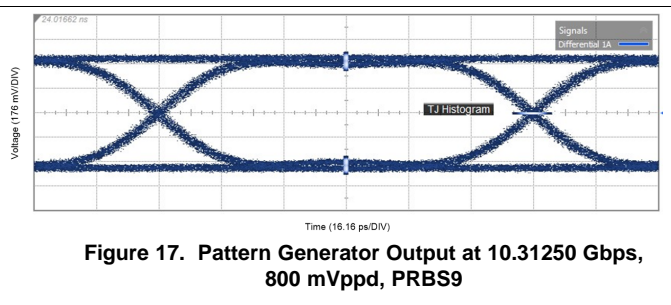 24.01662 ns
Signals
Differential 1A
TJ Histogram
Voltage (176 mV/DIV)
Time (16.16 ps/DIV)
Figure 17. Pattern Generator Output at 10.31250 Gbps,
800 mVppd, PRBS9